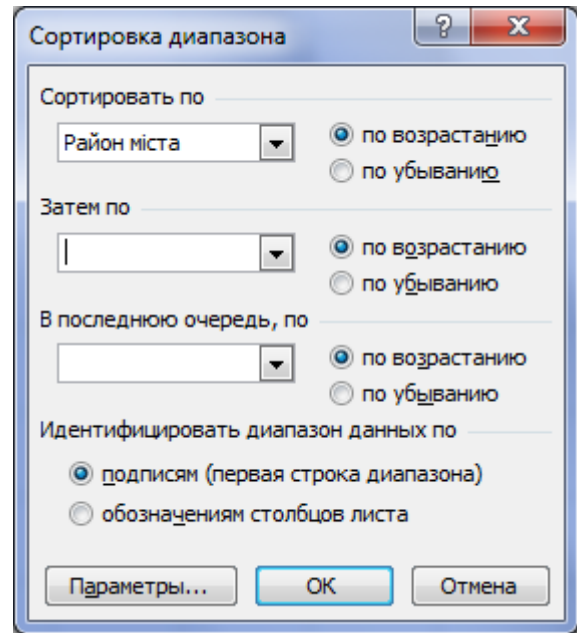 Сортировка диапазона
Сортировать по
Район міста
по возрастанию
по убыванию
Затем по
по возрастанию
по убыванию
В последнюю очередь, по
по возрастанию
по убыванию
Идентифицировать диапазон данных по
подписям (первая строка диапазона)
обозначениям столбцов листа
Параметры... ОК Отмена